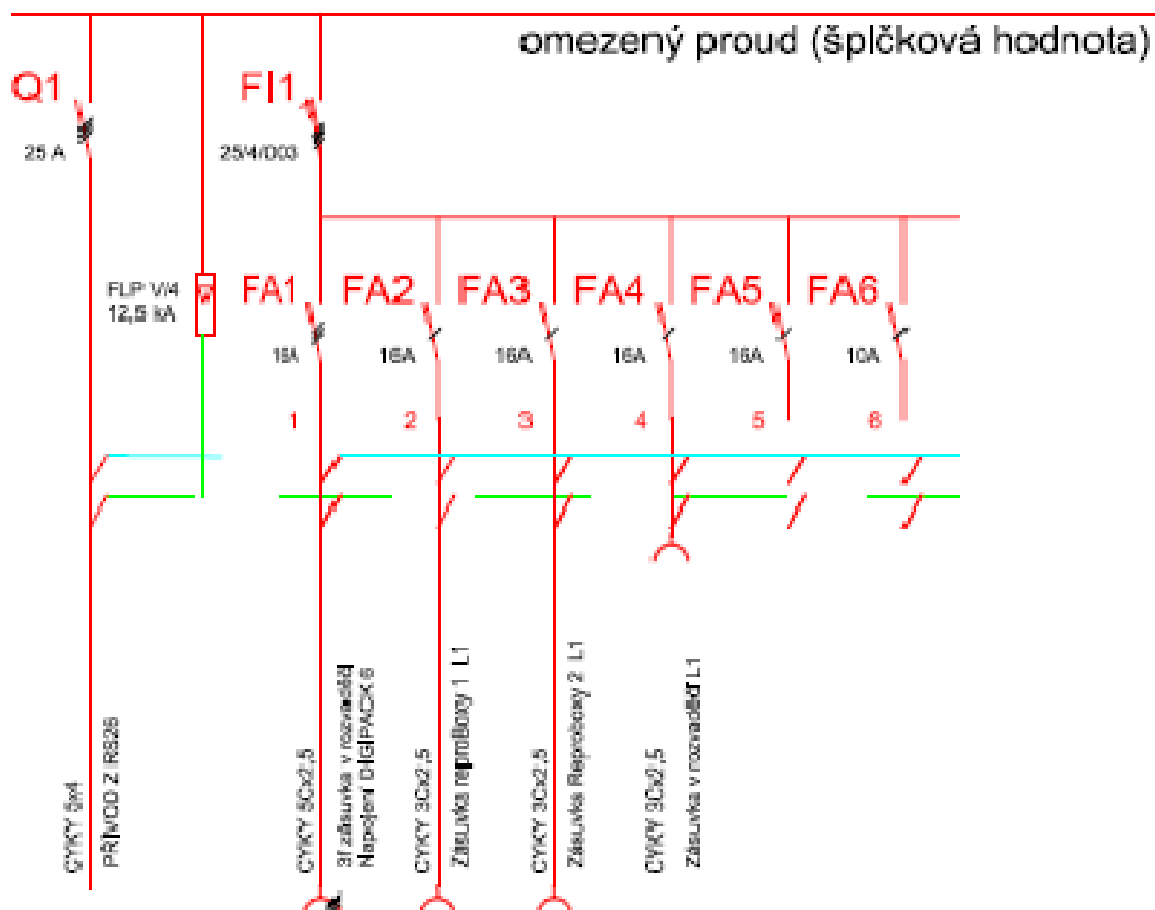 omezený proud (špičková hodnota)
Q1
25 A
FI1
25/4/003
FLP V/4
12,5 kA
FA1
16A
FA2
16A
FA3
16A
FA4
16A
FA5
16A
FA6
10A
1
2
3
4
5
6
CYKY 5x4
PŘÍVOD Z
CYKY 5Cx2,5
3f zásuvka v rozvaděči
Napojení DIGIPACK 6
CYKY 3Cx2,5
Zásuvka reproBoxy 1 L1
CYKY 3Cx2,5
Zásuvka Reproboxy 2 L1
CYKY 3Cx2,5
Zásuvka v rozvaděči L1